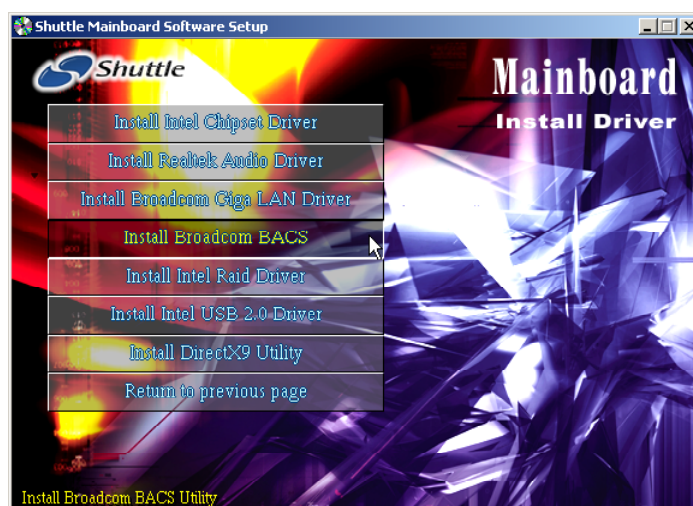 Shuttle Mainboard Software Setup
Shuttle
Mainboard
Install Driver
Install Intel Chipset Driver
Install Realtek Audio Driver
Install Broadcom Giga LAN Driver
Install Broadcom BACS
Install Intel Raid Driver
Install Intel USB 2.0 Driver
Install DirectX9 Utility
Return to previous page
Install Broadcom BACS Utility